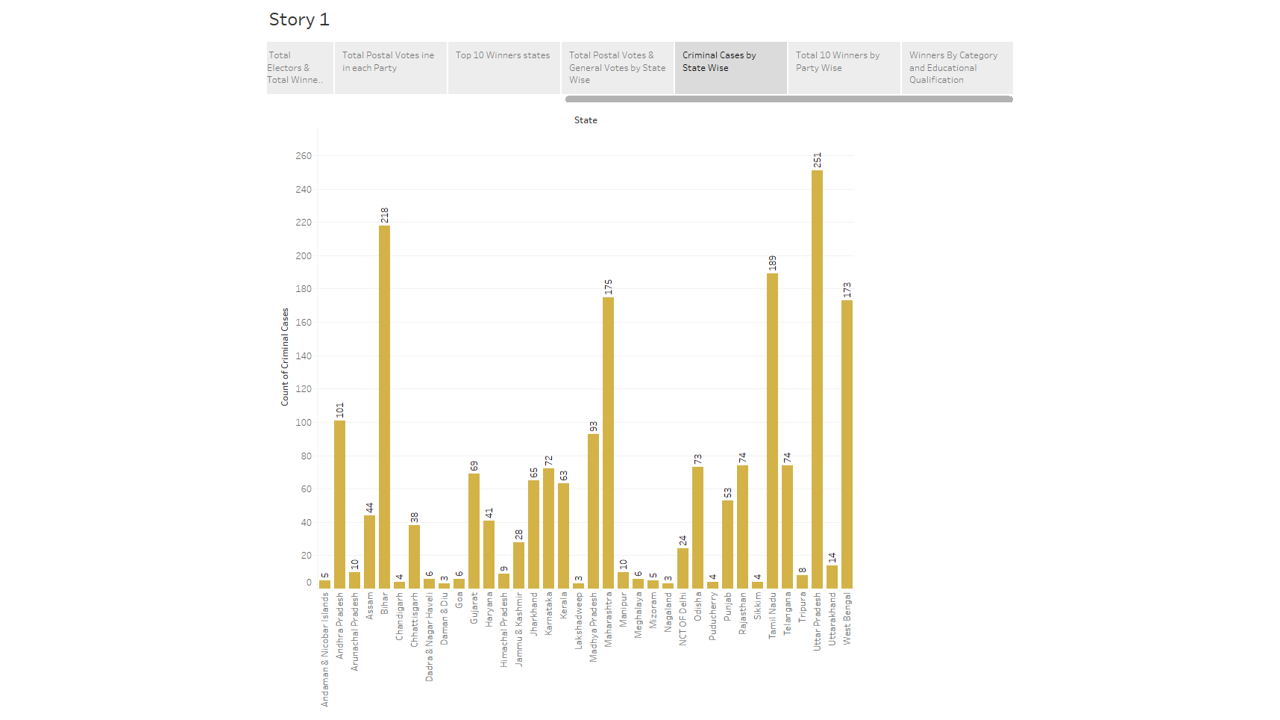 Story 1
Total
Electors &
Total Winne..
Total Postal Votes ine
in each Party
Top 10 Winners states
Total Postal Votes &
General Votes by State
Wise
Criminal Cases by
State Wise
Total 10 Winners by
Party Wise
Winners By Category
and Educational
Qualification
State
Count of Criminal Cases
260
240
220
200
180
160
140
120
100
80
60
40
20
0
5
101
10
44
218
4
38
6
3
6
69
41
9
28
65
72
63
3
93
175
10
6
5
3
24
73
4
53
74
4
189
74
8
251
14
173
Andaman & Nicobar Islands
Andhra Pradesh
Arunachal Pradesh
Assam
Bihar
Chandigarh
Chhattisgarh
Dadra & Nagar Haveli
Daman & Diu
Goa
Gujarat
Haryana
Himachal Pradesh
Jammu & Kashmir
Jharkhand
Karnataka
Kerala
Lakshadweep
Madhya Pradesh
Maharashtra
Manipur
Meghalaya
Mizoram
Nagaland
NCT OF Delhi
Odisha
Puducherry
Punjab
Rajasthan
Sikkim
Tamil Nadu
Telangana
Tripura
Uttar Pradesh
Uttarakhand
West Bengal